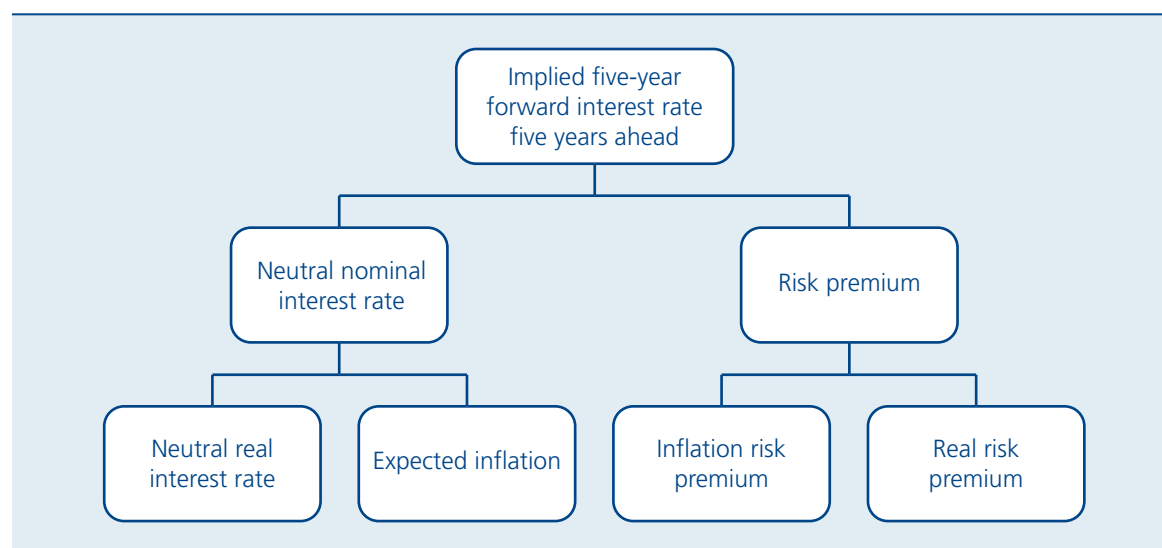 Implied five-year
forward interest rate
five years ahead
Neutral nominal
interest rate
Risk premium
Neutral real
interest rate
Expected inflation
Inflation risk
premium
Real risk
premium